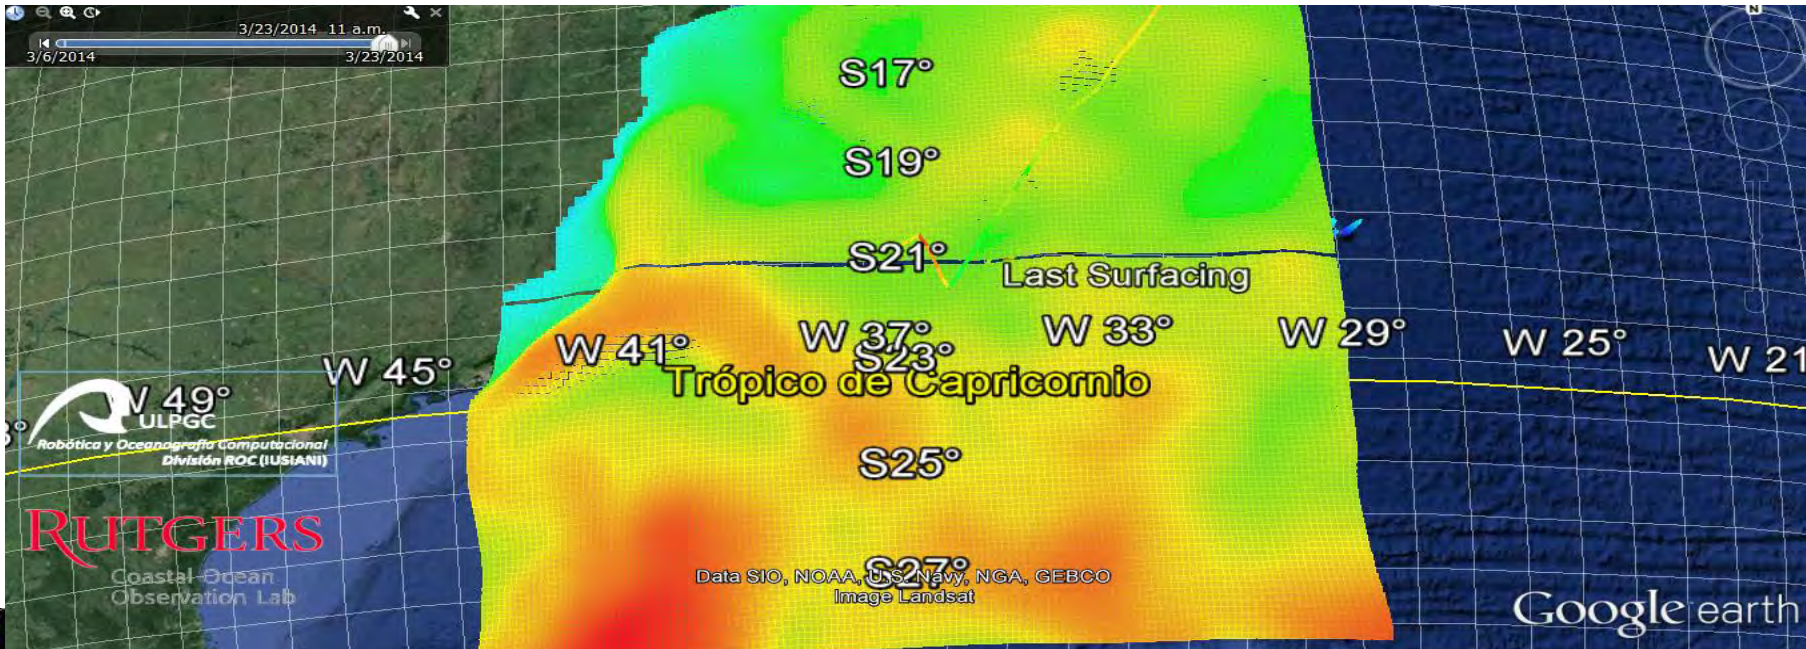 3/23/2014 11 a.m.
3/6/2014
3/23/2014
N
S17°
S19°
S21°
Last Surfacing
W 49°
W 45°
W 41°
W 37°
W 33°
W 29°
W 25°
W 21
S23°
Trópico de Capricornio
ULPGC
Robótica y Oceanografía Computacional
División ROC (IUSIANI)
S25°
RUTGERS
Coastal Ocean
Observation Lab
S27°
Data SIO, NOAA, U.S. Navy, NGA, GEBCO
Image Landsat
Google earth